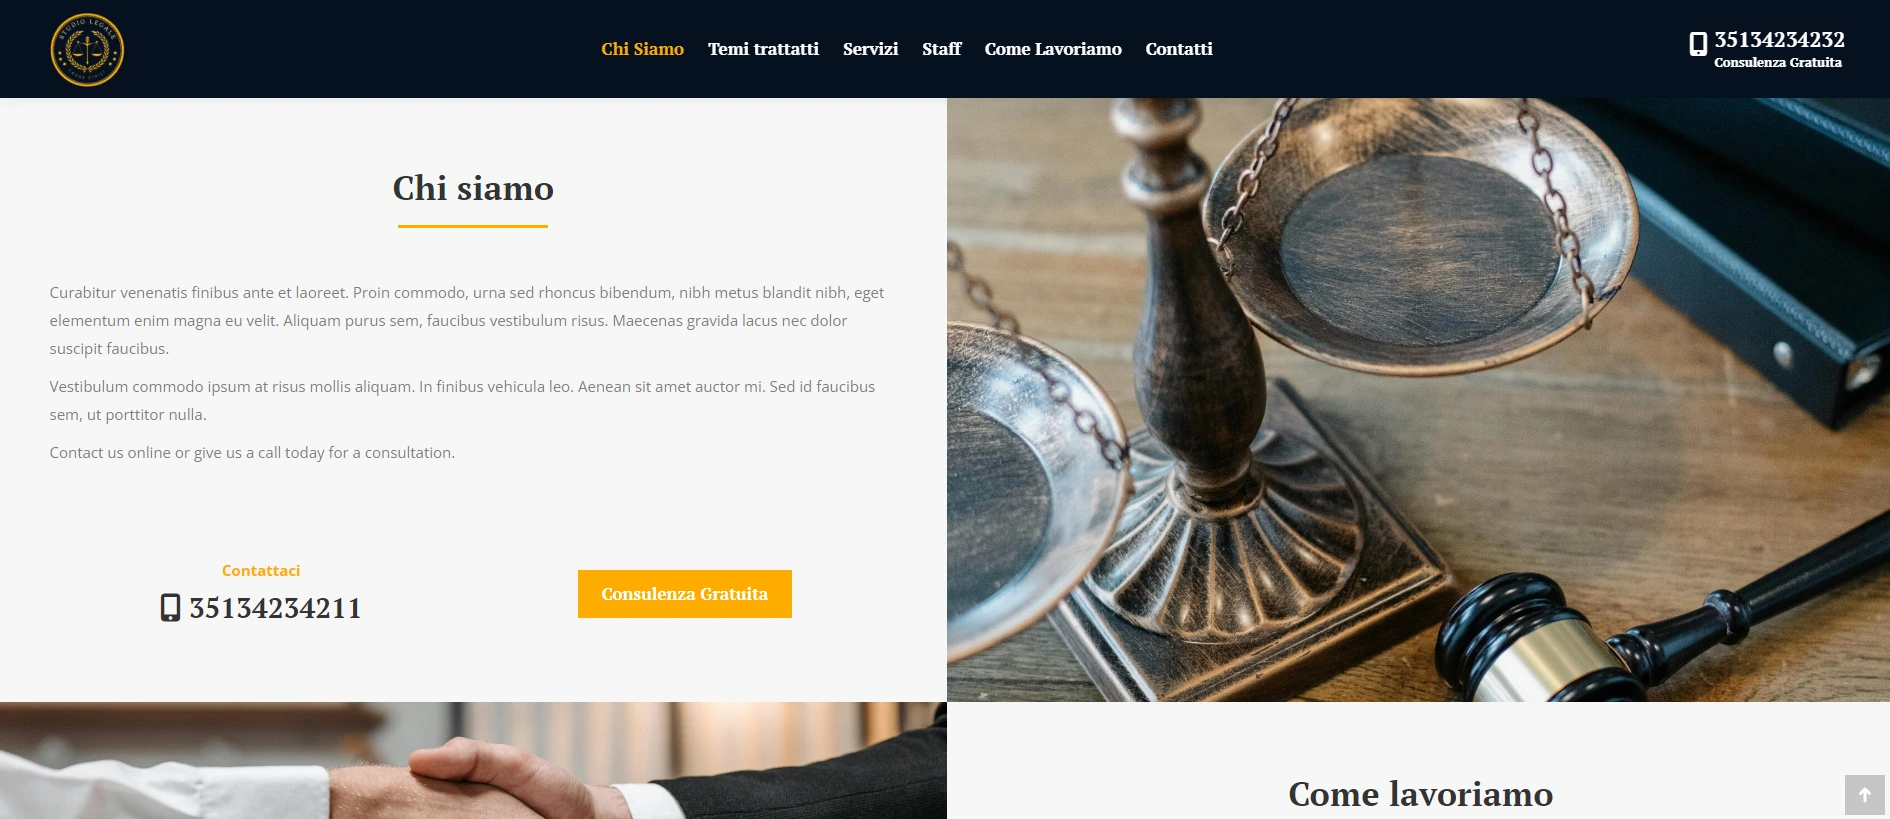 STUDIO LEGALE
Chi Siamo Temi trattatti Servizi Staff Come Lavoriamo Contatti
35134234232
Consulenza Gratuita
Chi siamo
Curabitur venenatis finibus ante et laoreet. Proin commodo, urna sed rhoncus bibendum, nibh metus blandit nibh, eget
elementum enim magna eu velit. Aliquam purus sem, faucibus vestibulum risus. Maecenas gravida lacus nec dolor
suscipit faucibus.
Vestibulum commodo ipsum at risus mollis aliquam. In finibus vehicula leo. Aenean sit amet auctor mi. Sed id faucibus
sem, ut porttitor nulla.
Contact us online or give us a call today for a consultation.
Contattaci
35134234211
Consulenza Gratuita
Come lavoriamo